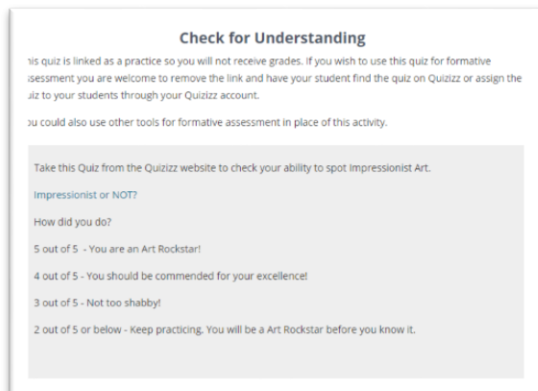 Check for Understanding
his quiz is linked as a practice so you will not receive grades. If you wish to use this quiz for formative
ssessment you are welcome to remove the link and have your student find the quiz on Quizizz or assign the
uiz to your students through your Quizizz account.
ou could also use other tools for formative assessment in place of this activity.
Take this Quiz from the Quizizz website to check your ability to spot Impressionist Art.
Impressionist or NOT?
How did you do?
5 out of 5 - You are an Art Rockstar!
4 out of 5 - You should be commended for your excellence!
3 out of 5 - Not too shabby!
2 out of 5 or below - Keep practicing. You will be a Art Rockstar before you know it.